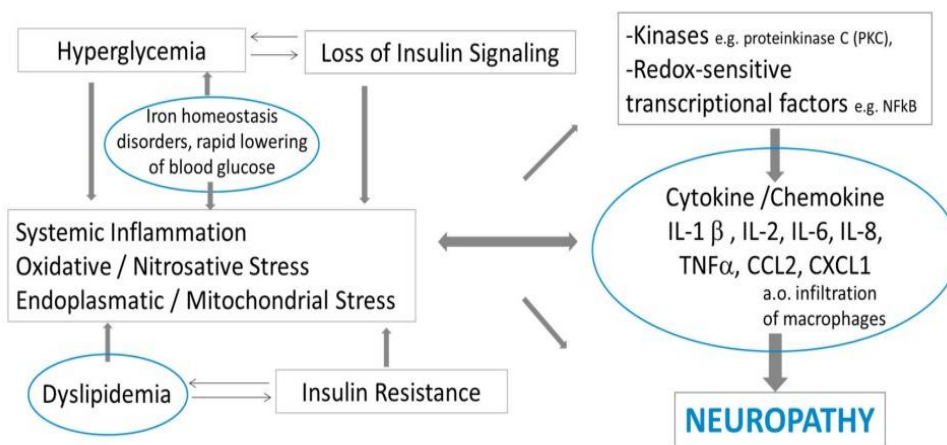 Hyperglycemia
Loss of Insulin Signaling
Iron homeostasis
disorders, rapid lowering
of blood glucose
Systemic Inflammation
Oxidative / Nitrosative Stress
Endoplasmatic / Mitochondrial Stress
Dyslipidemia
Insulin Resistance
-Kinases e.g. proteinkinase C (PKC),
-Redox-sensitive
transcriptional factors e.g. NFkB
Cytokine /Chemokine
IL-1 β , IL-2, IL-6, IL-8,
TNFα, CCL2, CXCL1
a.o. infiltration
of macrophages
NEUROPATHY